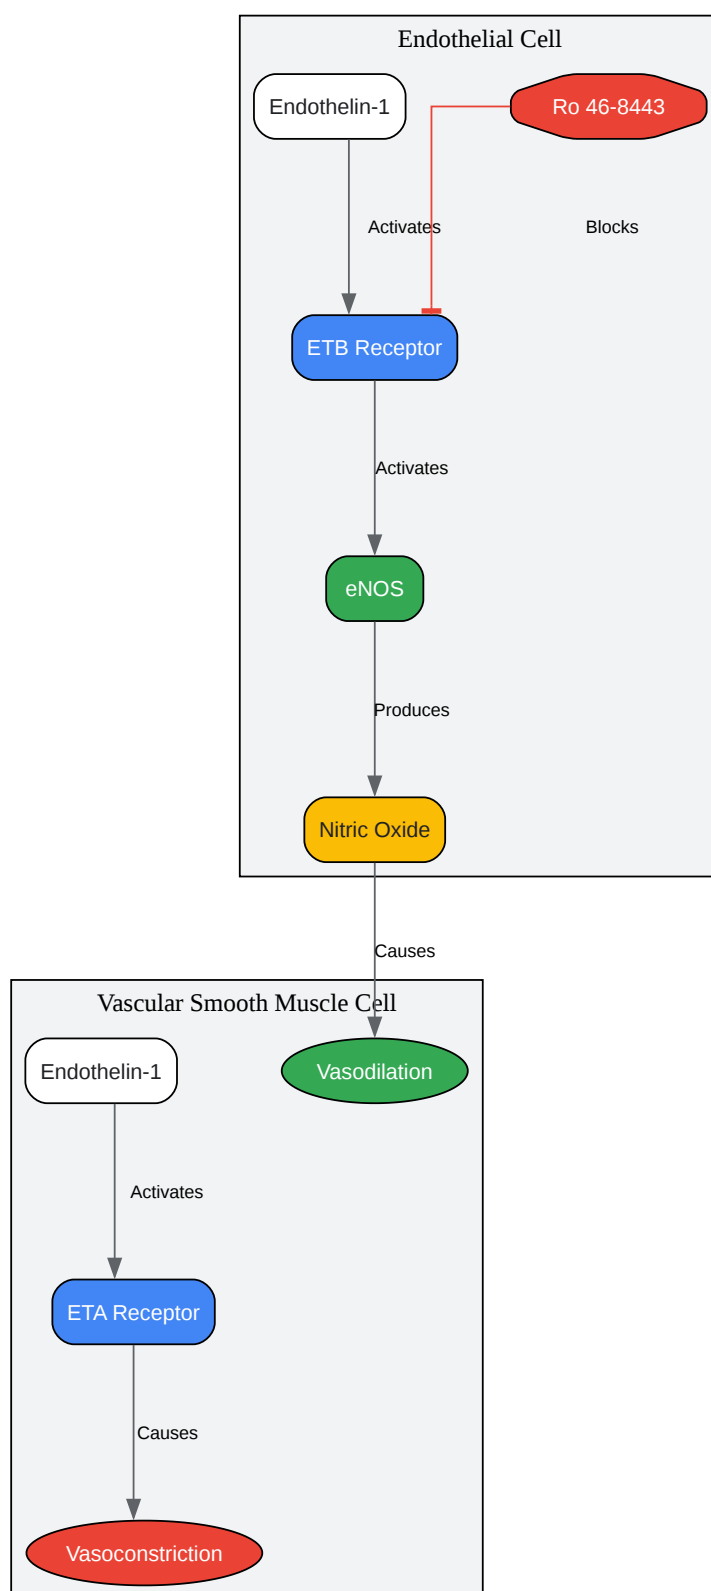 Endothelial Cell
Endothelin-1
Ro 46-8443
Activates
Blocks
ETB Receptor
Activates
eNOS
Produces
Nitric Oxide
Causes
Vascular Smooth Muscle Cell
Endothelin-1
Vasodilation
Activates
ETA Receptor
Causes
Vasoconstriction